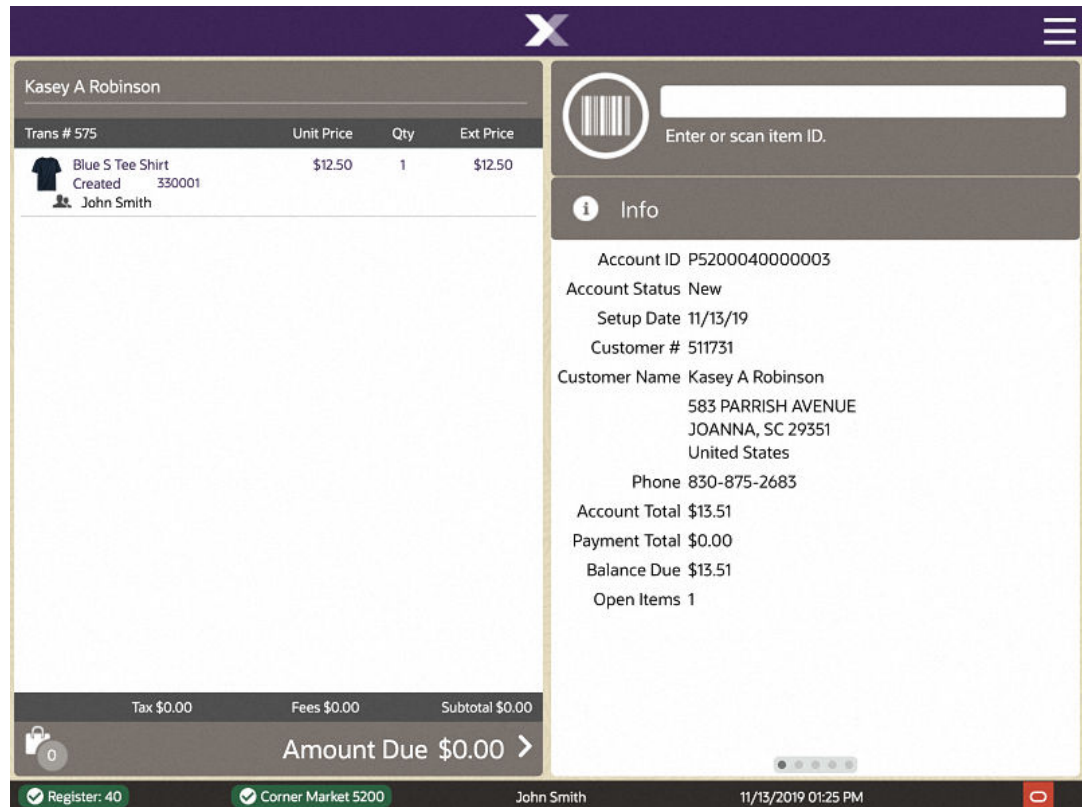 Kasey A Robinson
Trans # 575 Unit Price Qty Ext Price
Blue S Tee Shirt $12.50 1 $12.50
Created 330001
John Smith
Tax $0.00 Fees $0.00 Subtotal $0.00
0 Amount Due $0.00
Enter or scan item ID.
Info
Account ID P5200040000003
Account Status New
Setup Date 11/13/19
Customer # 511731
Customer Name Kasey A Robinson
583 PARRISH AVENUE
JOANNA, SC 29351
United States
Phone 830-875-2683
Account Total $13.51
Payment Total $0.00
Balance Due $13.51
Open Items 1
Register: 40 Corner Market 5200 John Smith 11/13/2019 01:25 PM